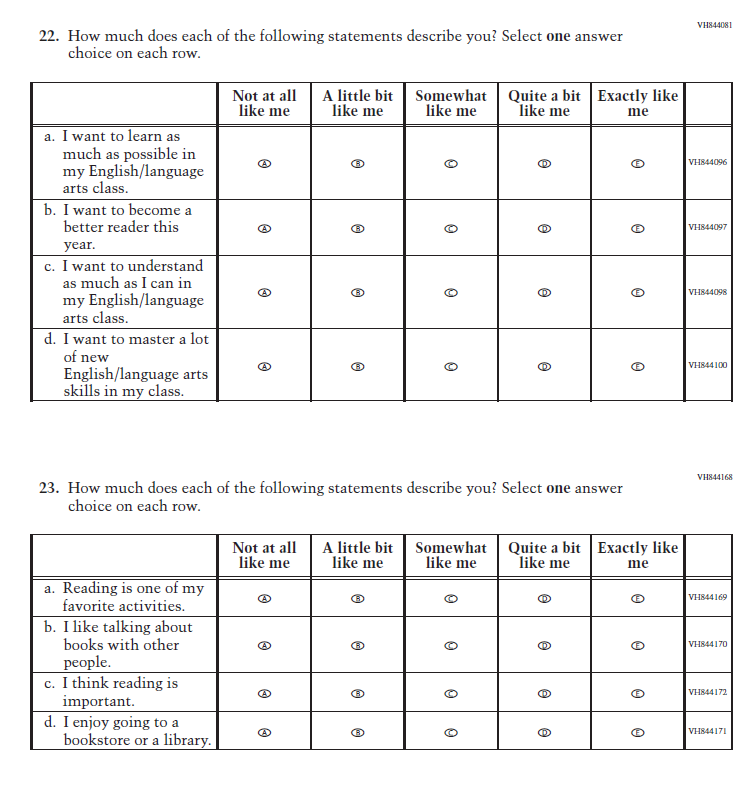 VH844081
22. How much does each of the following statements describe you? Select one answer
choice on each row.
Not at all like me A little bit like me Somewhat like me Quite a bit like me Exactly like me
a. I want to learn as
much as possible in
my English/language
arts class.
A B C D E VH844096
b. I want to become a
better reader this
year.
A B C D E VH844097
c. I want to understand
as much as I can in
my English/language
arts class.
A B C D E VH844098
d. I want to master a lot
of new
English/language arts
skills in my class.
A B C D E VH844100
VH844168
23. How much does each of the following statements describe you? Select one answer
choice on each row.
Not at all like me A little bit like me Somewhat like me Quite a bit like me Exactly like me
a. Reading is one of my
favorite activities.
A B C D E VH844169
b. I like talking about
books with other
people.
A B C D E VH844170
c. I think reading is
important.
A B C D E VH844172
d. I enjoy going to a
bookstore or a library.
A B C D E VH844171